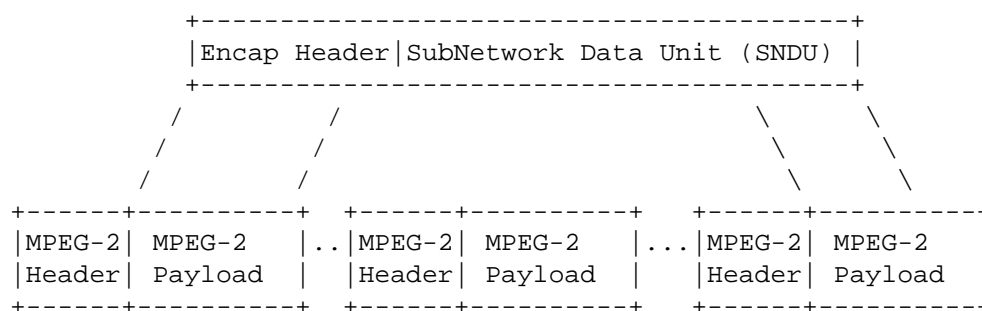 +-----------------------------------------+
|Encap Header|SubNetwork Data Unit (SNDU) |
+-----------------------------------------+
/ / \ \
/ / \ \
/ / \ \
+------+----------+ +------+----------+ +------+----------+
|MPEG-2| MPEG-2 |..|MPEG-2| MPEG-2 |...|MPEG-2| MPEG-2
|Header| Payload | |Header| Payload | |Header| Payload
+------+----------+ +------+----------+ +------+----------+